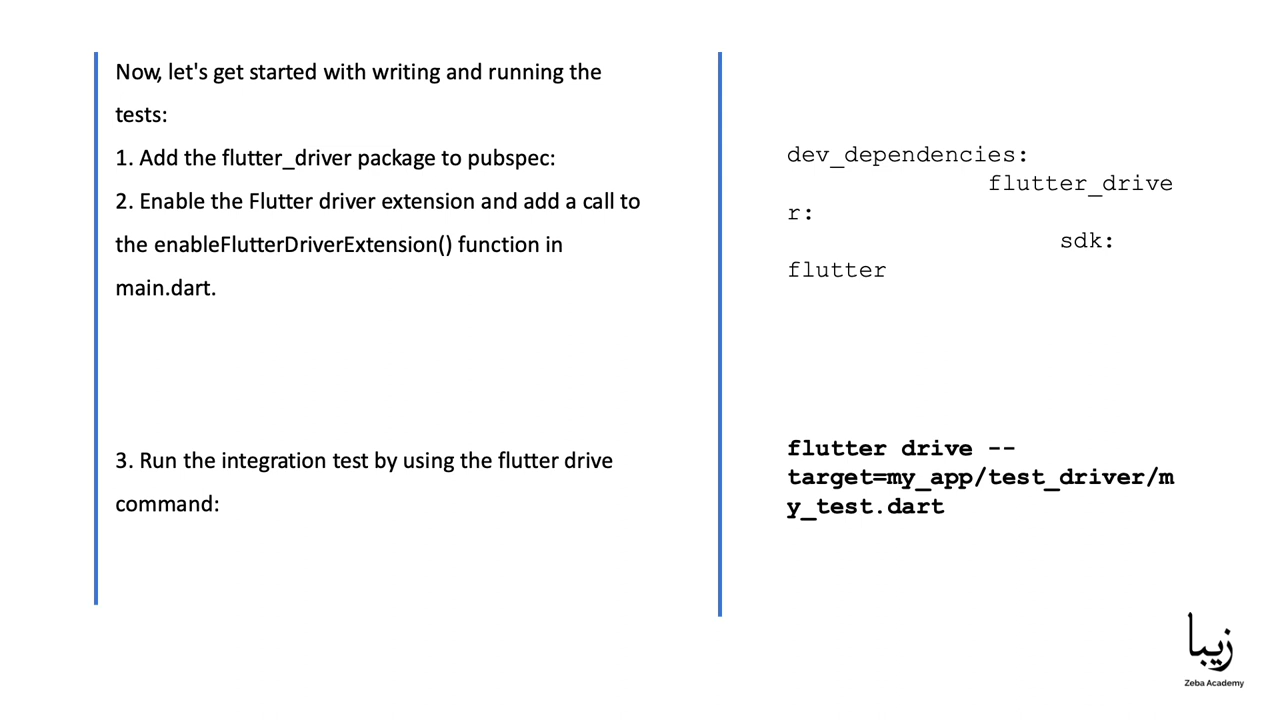 Now, let's get started with writing and running the
tests:
1. Add the flutter_driver package to pubspec:
2. Enable the Flutter driver extension and add a call to
the enableFlutterDriverExtension() function in
main.dart.
3. Run the integration test by using the flutter drive
command:
dev_dependencies:
flutter_drive
r:
sdk:
flutter
flutter drive --
target=my_app/test_driver/m
y_test.dart
زيبا
Zeba Academy